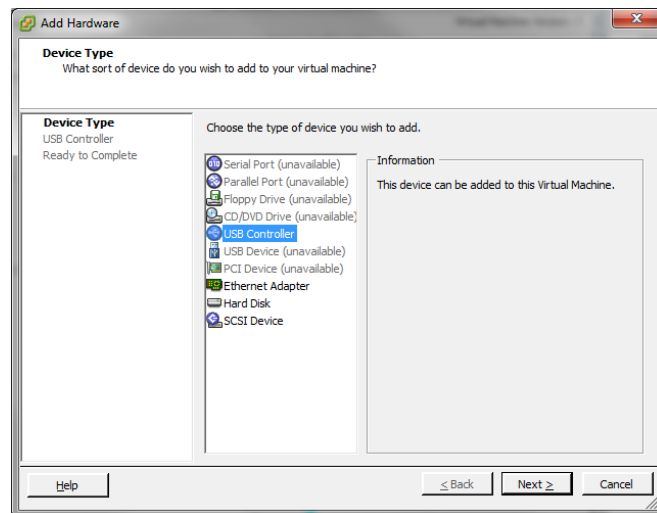 Add Hardware
Device Type
What sort of device do you wish to add to your virtual machine?
Device Type
USB Controller
Ready to Complete
Choose the type of device you wish to add.
Serial Port (unavailable)
Parallel Port (unavailable)
Floppy Drive (unavailable)
CD/DVD Drive (unavailable)
USB Controller
USB Device (unavailable)
PCI Device (unavailable)
Ethernet Adapter
Hard Disk
SCSI Device
Information
This device can be added to this Virtual Machine.
Help
< Back
Next >
Cancel